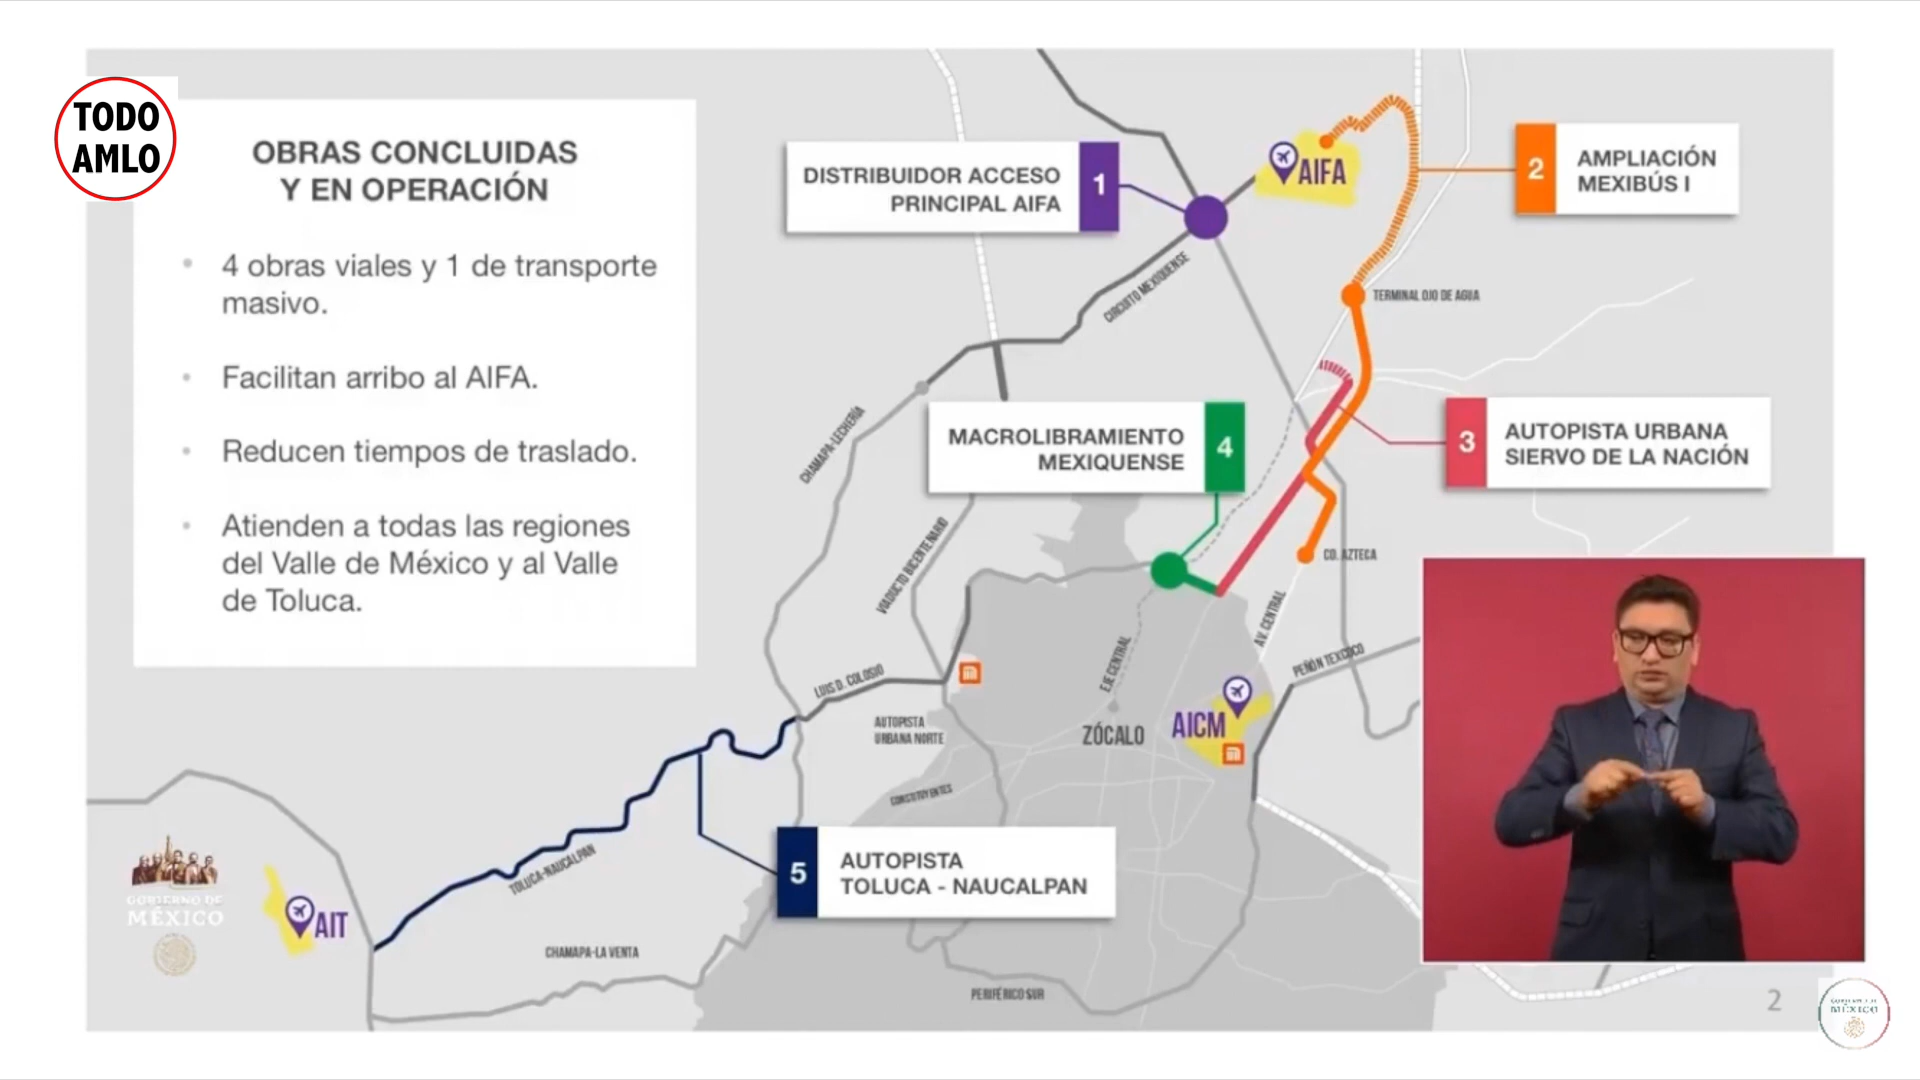 TODO
AMLO
OBRAS CONCLUIDAS
Y EN OPERACIÓN
• 4 obras viales y 1 de transporte
masivo.
• Facilitan arribo al AIFA.
• Reducen tiempos de traslado.
• Atienden a todas las regiones
del Valle de México y al Valle
de Toluca.
DISTRIBUIDOR ACCESO
PRINCIPAL AIFA
1
AIFA
2
AMPLIACIÓN
MEXIBÚS I
CIRCUITO MEXIQUENSE
TERMINAL OJO DE AGUA
CHAMAPA-LECHERÍA
MACROLIBRAMIENTO
MEXIQUENSE
4
3
AUTOPISTA URBANA
SIERVO DE LA NACIÓN
VIADUCTO BICENTENARIO
CD. AZTECA
AV. CENTRAL
EJE CENTRAL
PEÑÓN TEXCOCO
LUIS D. COLOSIO
AUTOPISTA
URBANA NORTE
ZÓCALO
AICM
CONSTITUYENTES
5
AUTOPISTA
TOLUCA - NAUCALPAN
TOLUCA-NAUCALPAN
GOBIERNO DE
MÉXICO
AIT
CHAMAPA-LA VENTA
PERIFÉRICO SUR
2
GOBIERNO DE
MÉXICO